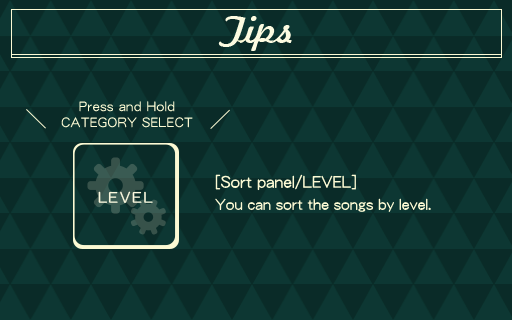 Tips
Press and Hold
CATEGORY SELECT
LEVEL
[Sort panel/LEVEL]
You can sort the songs by level.